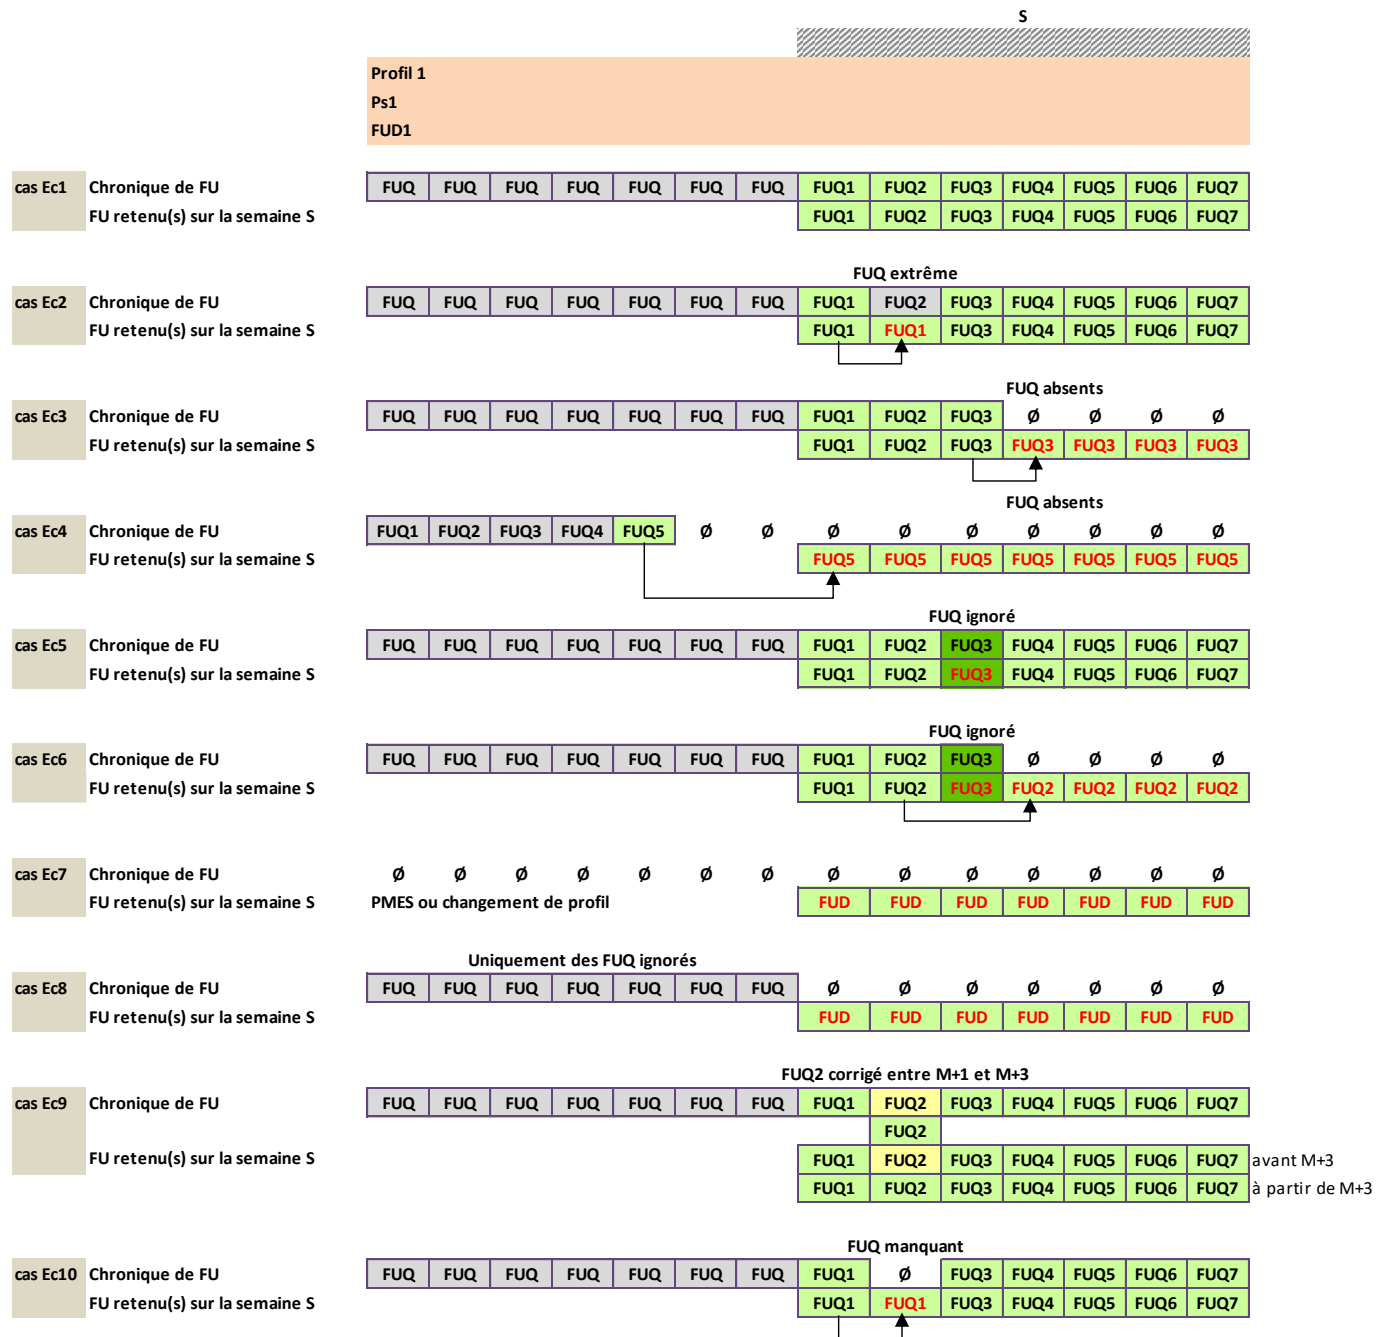 S
Profil 1
Ps1
FUD1
cas Ec1 Chronique de FU FUQ FUQ FUQ FUQ FUQ FUQ FUQ FUQ1 FUQ2 FUQ3 FUQ4 FUQ5 FUQ6 FUQ7
FU retenu(s) sur la semaine S FUQ1 FUQ2 FUQ3 FUQ4 FUQ5 FUQ6 FUQ7
FUQ extrême
cas Ec2 Chronique de FU FUQ FUQ FUQ FUQ FUQ FUQ FUQ FUQ1 FUQ2 FUQ3 FUQ4 FUQ5 FUQ6 FUQ7
FU retenu(s) sur la semaine S FUQ1 FUQ1 FUQ3 FUQ4 FUQ5 FUQ6 FUQ7
FUQ absents
cas Ec3 Chronique de FU FUQ FUQ FUQ FUQ FUQ FUQ FUQ FUQ1 FUQ2 FUQ3 Ø Ø Ø Ø
FU retenu(s) sur la semaine S FUQ1 FUQ2 FUQ3 FUQ3 FUQ3 FUQ3 FUQ3
FUQ absents
cas Ec4 Chronique de FU FUQ1 FUQ2 FUQ3 FUQ4 FUQ5 Ø Ø Ø Ø Ø Ø Ø Ø Ø
FU retenu(s) sur la semaine S FUQ5 FUQ5 FUQ5 FUQ5 FUQ5 FUQ5 FUQ5
FUQ ignoré
cas Ec5 Chronique de FU FUQ FUQ FUQ FUQ FUQ FUQ FUQ FUQ1 FUQ2 FUQ3 FUQ4 FUQ5 FUQ6 FUQ7
FU retenu(s) sur la semaine S FUQ1 FUQ2 FUQ3 FUQ4 FUQ5 FUQ6 FUQ7
FUQ ignoré
cas Ec6 Chronique de FU FUQ FUQ FUQ FUQ FUQ FUQ FUQ FUQ1 FUQ2 FUQ3 Ø Ø Ø Ø
FU retenu(s) sur la semaine S FUQ1 FUQ2 FUQ3 FUQ2 FUQ2 FUQ2 FUQ2
cas Ec7 Chronique de FU Ø Ø Ø Ø Ø Ø Ø Ø Ø Ø Ø Ø Ø Ø
FU retenu(s) sur la semaine S PMES ou changement de profil FUD FUD FUD FUD FUD FUD FUD
Uniquement des FUQ ignorés
cas Ec8 Chronique de FU FUQ FUQ FUQ FUQ FUQ FUQ FUQ Ø Ø Ø Ø Ø Ø Ø
FU retenu(s) sur la semaine S FUD FUD FUD FUD FUD FUD FUD
FUQ2 corrigé entre M+1 et M+3
cas Ec9 Chronique de FU FUQ FUQ FUQ FUQ FUQ FUQ FUQ FUQ1 FUQ2 FUQ3 FUQ4 FUQ5 FUQ6 FUQ7
FUQ2
FU retenu(s) sur la semaine S FUQ1 FUQ2 FUQ3 FUQ4 FUQ5 FUQ6 FUQ7 avant M+3
FUQ1 FUQ2 FUQ3 FUQ4 FUQ5 FUQ6 FUQ7 à partir de M+3
FUQ manquant
cas Ec10 Chronique de FU FUQ FUQ FUQ FUQ FUQ FUQ FUQ FUQ1 Ø FUQ3 FUQ4 FUQ5 FUQ6 FUQ7
FU retenu(s) sur la semaine S FUQ1 FUQ1 FUQ3 FUQ4 FUQ5 FUQ6 FUQ7